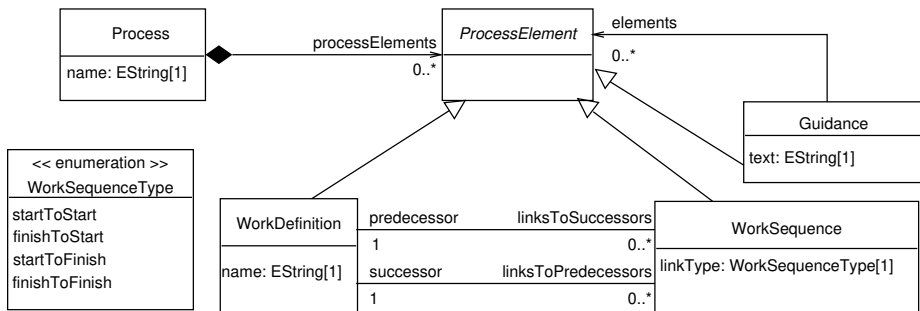 Process
name: EString[1]
processElements
0..*
ProcessElement
elements
0..*
Guidance
text: EString[1]
<< enumeration >>
WorkSequenceType
startToStart
finishToStart
startToFinish
finishToFinish
WorkDefinition
name: EString[1]
predecessor
1
linksToSuccessors
0..*
successor
1
linksToPredecessors
0..*
WorkSequence
linkType: WorkSequenceType[1]